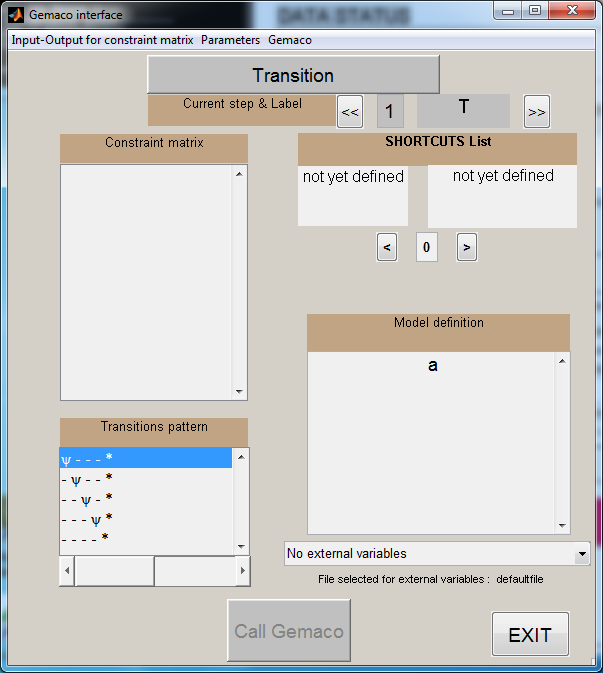 DATA STATUS
Gemaco interface
Input-Output for constraint matrix Parameters Gemaco
Transition
Current step & Label << 1 T >>
Constraint matrix
SHORTCUTS List
not yet defined not yet defined
< 0 >
Model definition
a
Transitions pattern
ψ - - - *
- ψ - - *
- - ψ - *
- - - ψ *
- - - - *
No external variables
File selected for external variables : defaultfile
Call Gemaco
EXIT